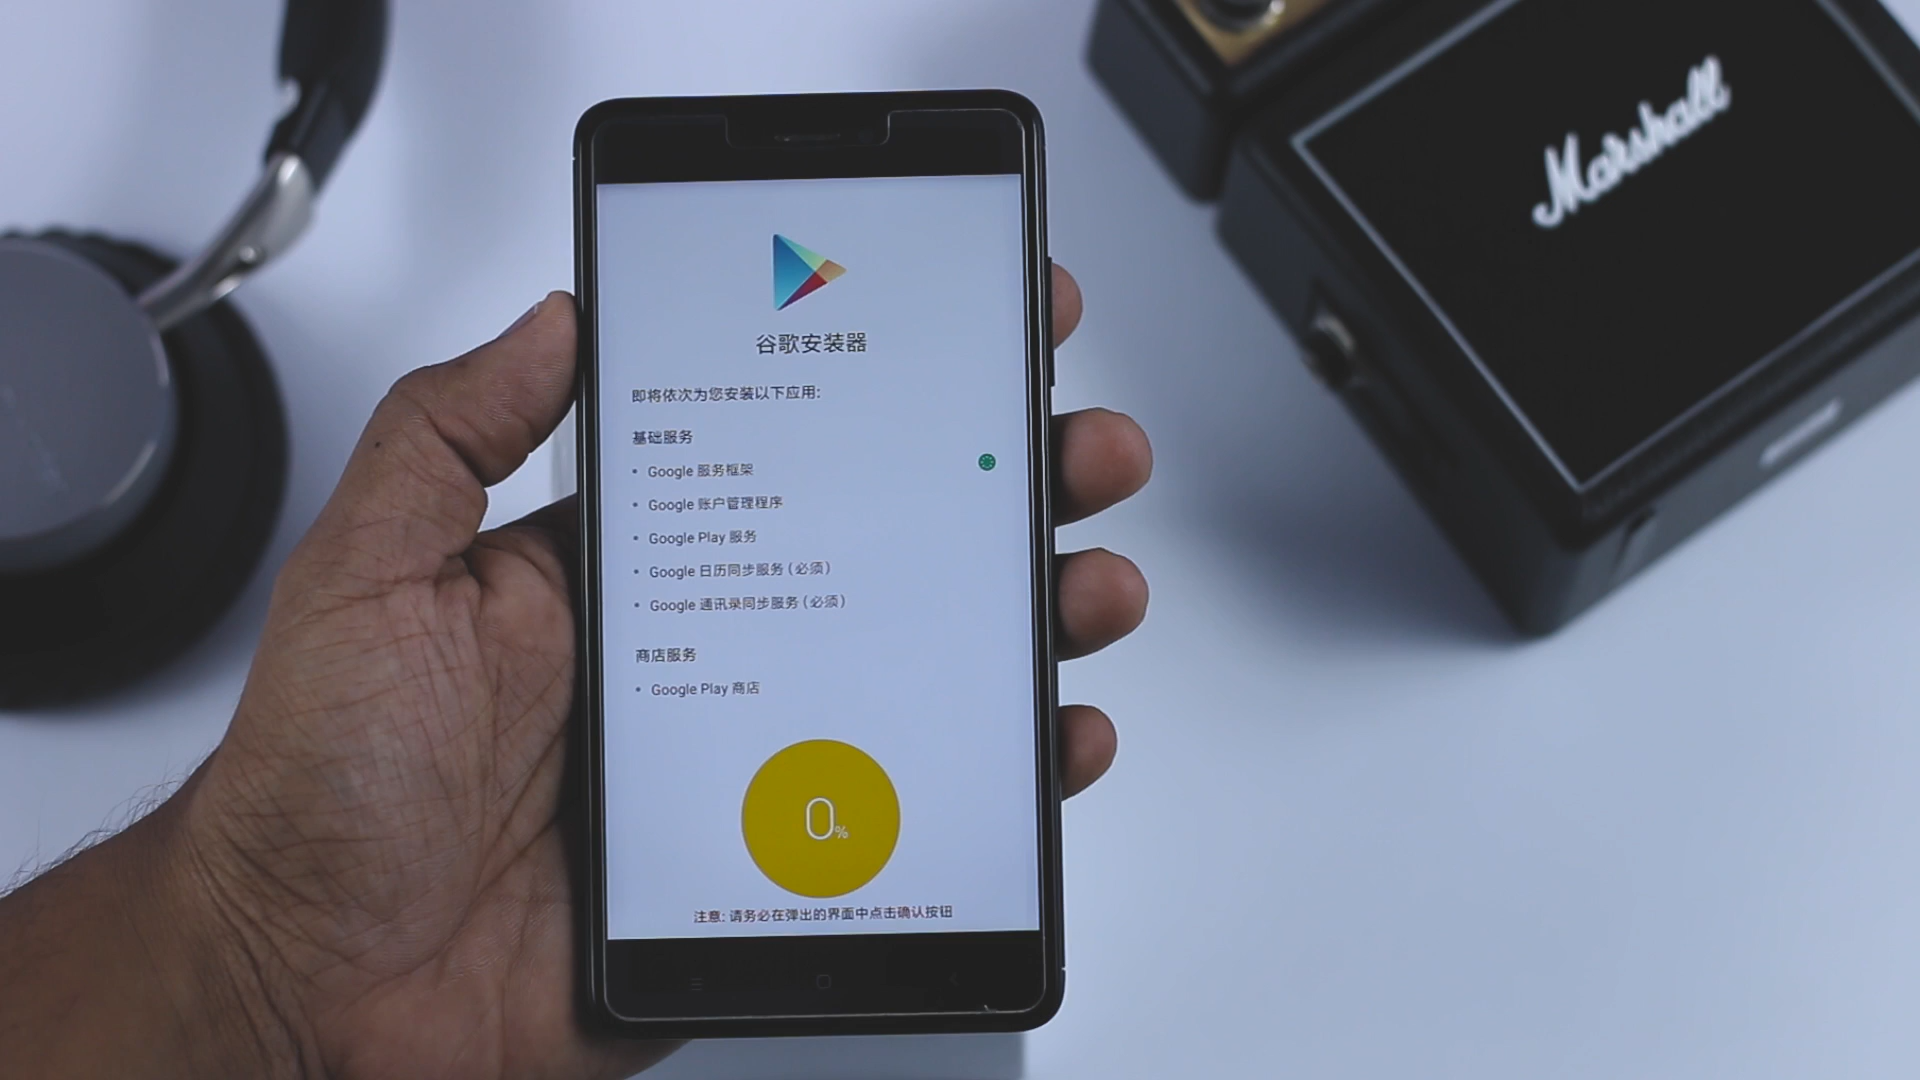 Marshall
谷歌安装器
即将依次为您安装以下应用:
基础服务
• Google 服务框架
• Google 账户管理程序
• Google Play 服务
• Google 日历同步服务 (必须)
• Google 通讯录同步服务 (必须)
商店服务
• Google Play 商店
0%
注意: 请务必在弹出的界面中点击确认按钮